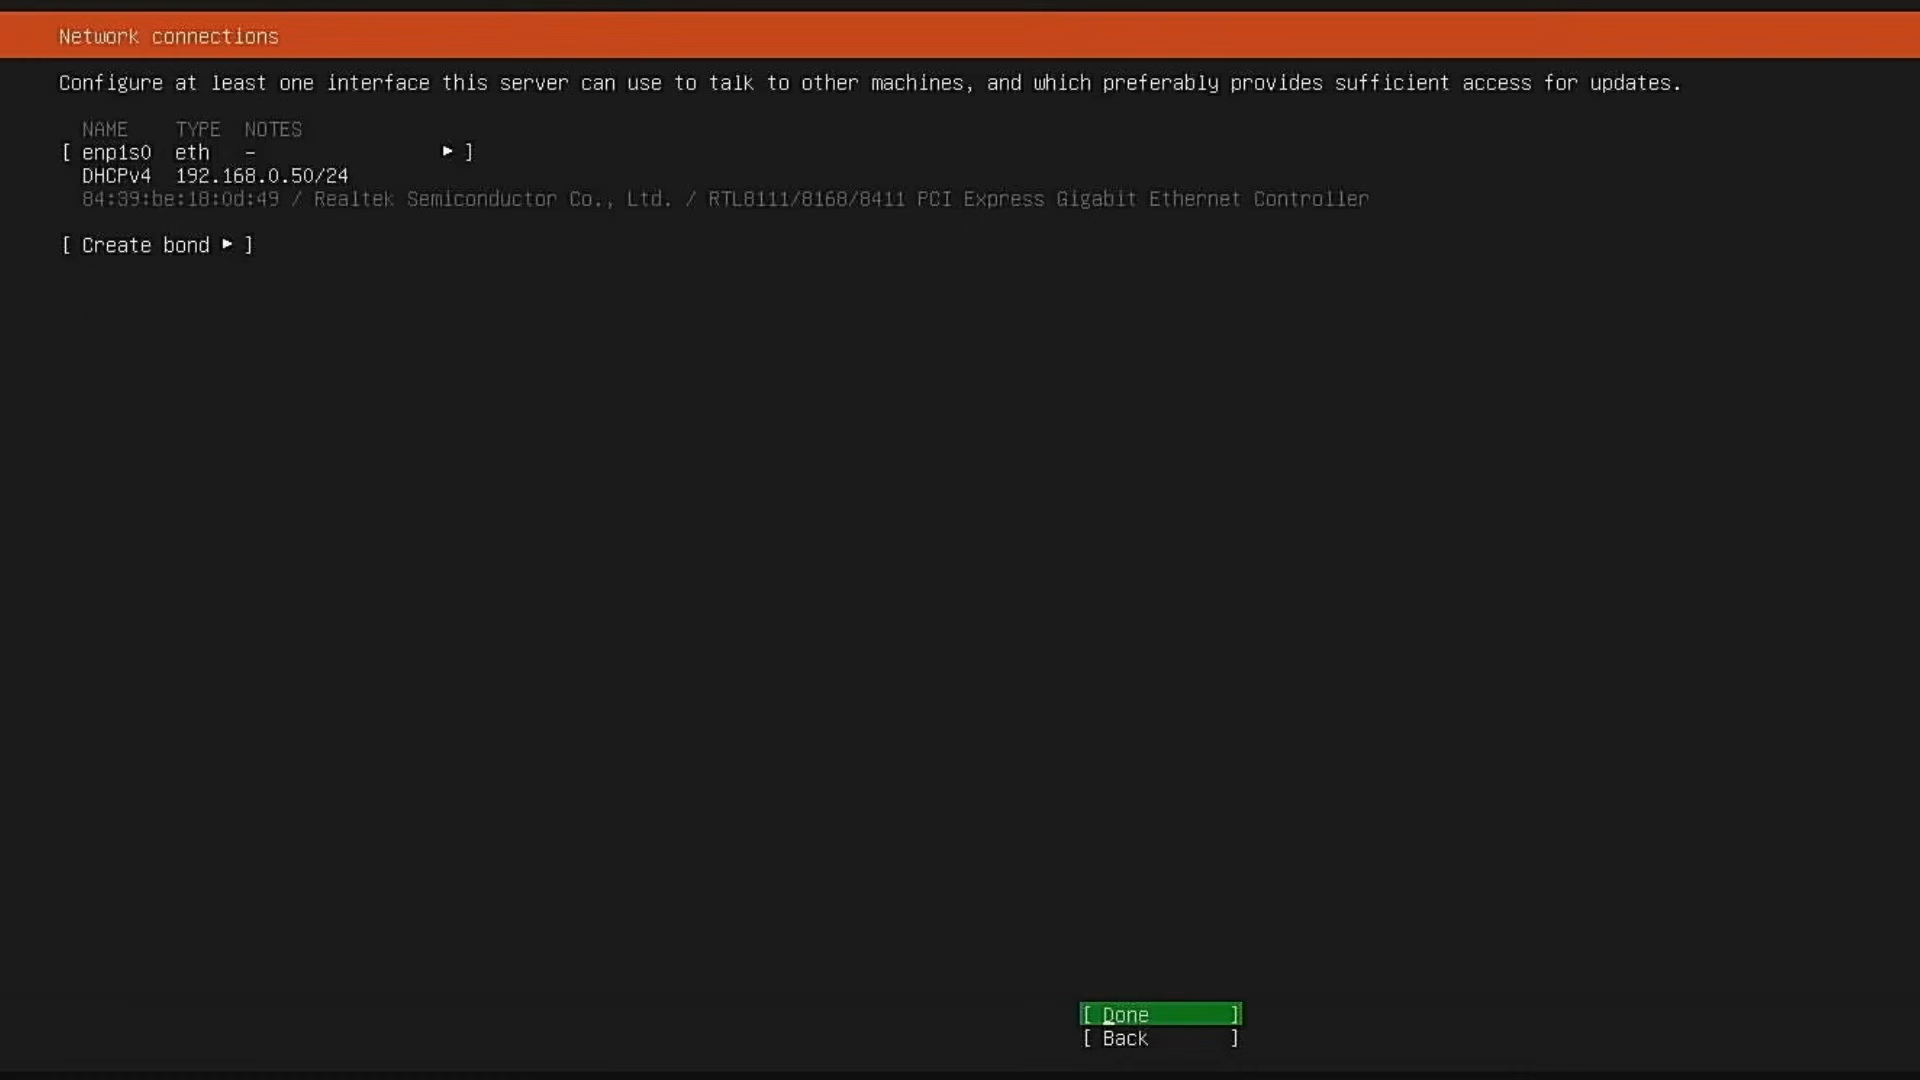 Network connections
Configure at least one interface this server can use to talk to other machines, and which preferably provides sufficient access for updates.
NAME TYPE NOTES
[ enp1s0 eth – ▸ ]
DHCPv4 192.168.0.50/24
84:39:be:18:0d:49 / Realtek Semiconductor Co., Ltd. / RTL8111/8168/8411 PCI Express Gigabit Ethernet Controller
[ Create bond ▸ ]
[ Done ]
[ Back ]